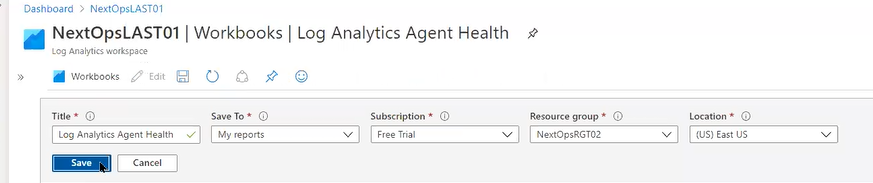 Dashboard > NextOpsLAST01
NextOpsLAST01 | Workbooks | Log Analytics Agent Health
Log Analytics workspace
» Workbooks Edit
Title * Save To * Subscription * Resource group * Location *
Log Analytics Agent Health My reports Free Trial NextOpsRGT02 (US) East US
Save Cancel